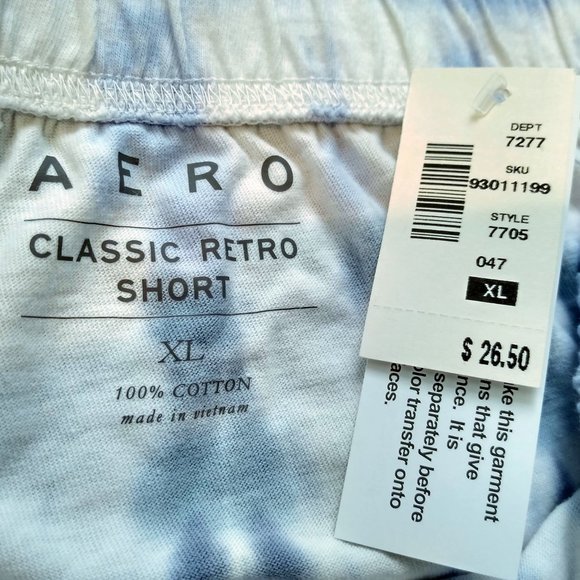 AERO
CLASSIC RETRO
SHORT
XL
100% COTTON
made in vietnam
DEPT
7277
SKU
93011199
STYLE
7705
047
XL
$ 26.50
ke this garment
ns that give
nce. It is
separately before
olor transfer onto
aces.